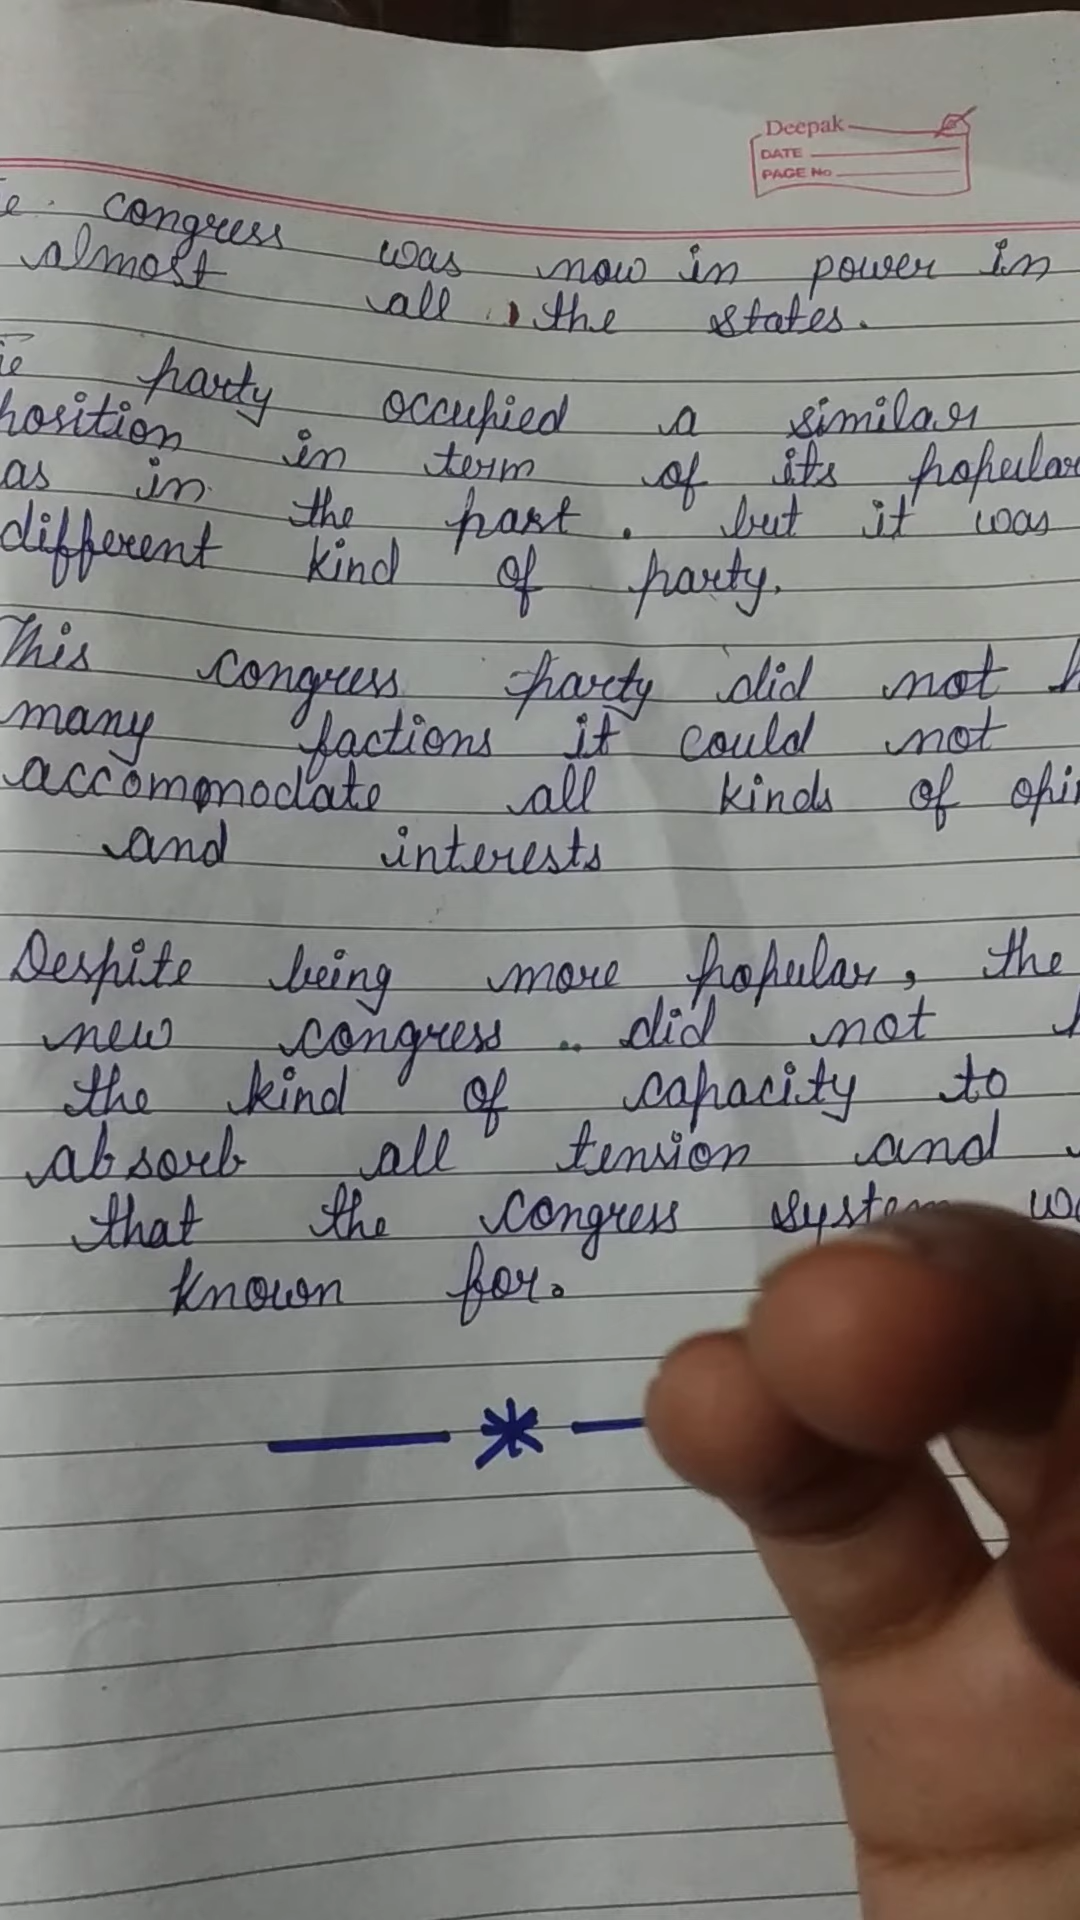 Deepak
DATE
PAGE No
congress was now in power in
almost all the states.
party occupied a similar
position in term of its popular
as in the past. but it was
different kind of party.
This congress party did not
many factions it could not
accommodate all kinds of
and interests
Despite being more popular, the
new congress .. did not
the kind of capacity to
absorb all tension and
that the congress system
known for.